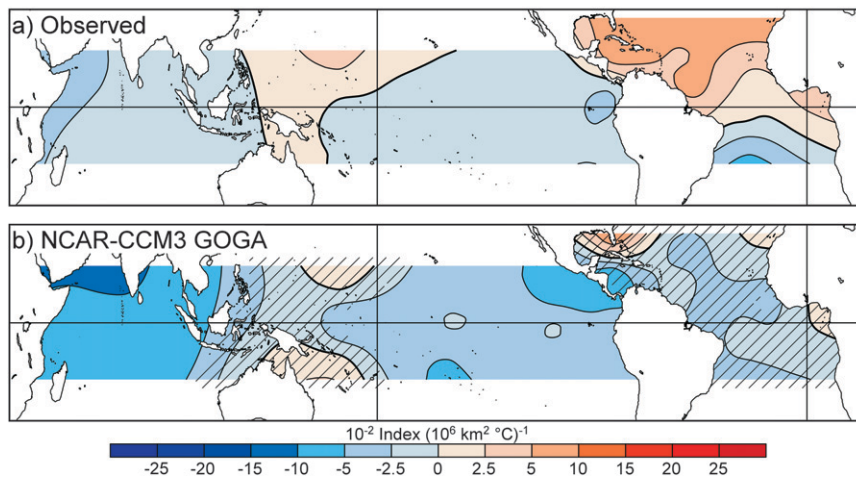 a) Observed
b) NCAR-CCM3 GOGA
10⁻² Index (10⁶ km² °C)⁻¹
-25 -20 -15 -10 -5 -2.5 0 2.5 5 10 15 20 25